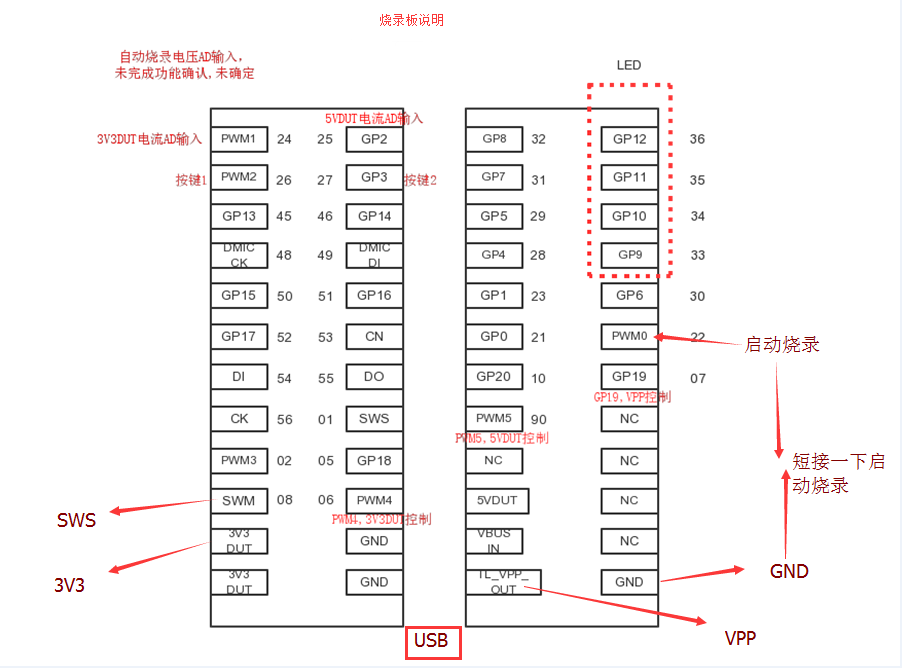 烧录板说明
自动烧录电压AD输入,
未完成功能确认,未确定
LED
5VDUT电流AD输入
3V3DUT电流AD输入 PWM1 24 25 GP2 GP8 32 GP12 36
按键1 PWM2 26 27 GP3 按键2 GP7 31 GP11 35
GP13 45 46 GP14 GP5 29 GP10 34
DMIC CK 48 49 DMIC DI GP4 28 GP9 33
GP15 50 51 GP16 GP1 23 GP6 30
GP17 52 53 CN GP0 21 PWM0 22 启动烧录
DI 54 55 DO GP20 10 GP19 07
GP19,VPP控制
CK 56 01 SWS PWM5 90 NC
PWM5,5VDUT控制
PWM3 02 05 GP18 NC NC 短接一下启
动烧录
SWM 08 06 PWM4 5VDUT NC
SWS PWM4,3V3DUT控制
3V3 DUT GND VBUS IN NC
3V3 3V3 DUT GND TL_VPP_ OUT GND GND
USB VPP